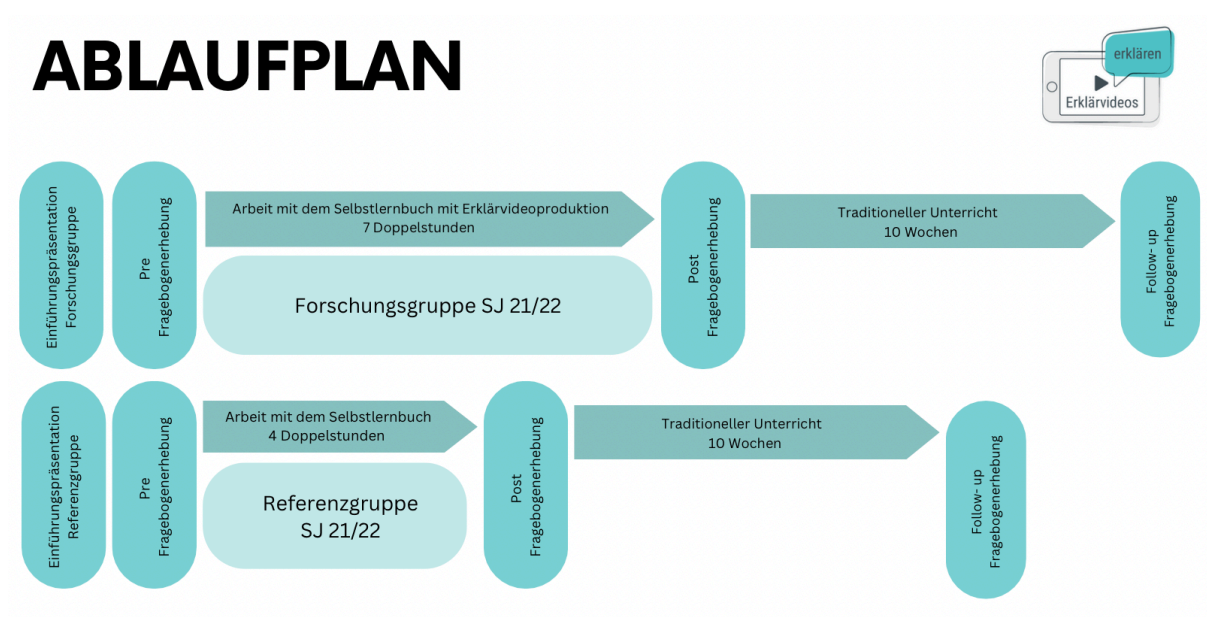 ABLAUFPLAN
erklären
Erklärvideos
Einführungspräsentation
Forschungsgruppe
Pre
Fragebogenerhebung
Arbeit mit dem Selbstlernbuch mit Erklärvideoproduktion
7 Doppelstunden
Forschungsgruppe SJ 21/22
Post
Fragebogenerhebung
Traditioneller Unterricht
10 Wochen
Follow- up
Fragebogenerhebung
Einführungspräsentation
Referenzgruppe
Pre
Fragebogenerhebung
Arbeit mit dem Selbstlernbuch
4 Doppelstunden
Referenzgruppe
SJ 21/22
Post
Fragebogenerhebung
Traditioneller Unterricht
10 Wochen
Follow- up
Fragebogenerhebung